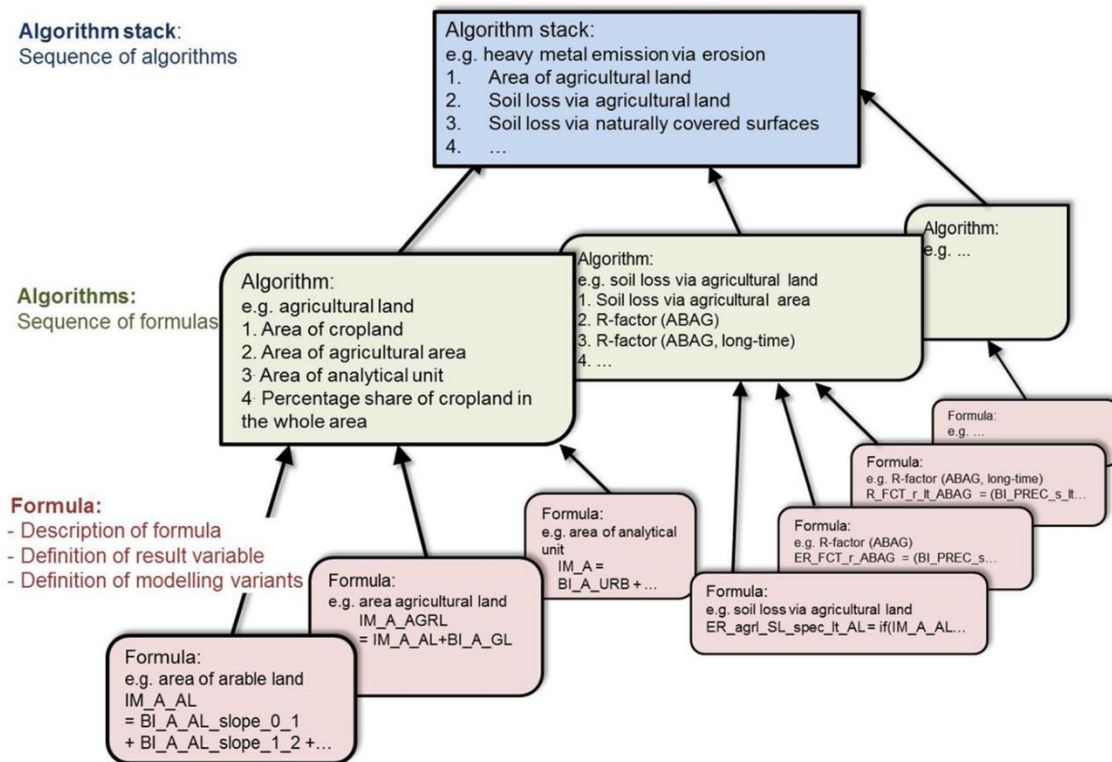 Algorithm stack:
Sequence of algorithms
Algorithm stack:
e.g. heavy metal emission via erosion
1. Area of agricultural land
2. Soil loss via agricultural land
3. Soil loss via naturally covered surfaces
4. ...
Algorithms:
Sequence of formulas
Algorithm:
e.g. agricultural land
1. Area of cropland
2. Area of agricultural area
3. Area of analytical unit
4. Percentage share of cropland in
the whole area
Algorithm:
e.g. soil loss via agricultural land
1. Soil loss via agricultural area
2. R-factor (ABAG)
3. R-factor (ABAG, long-time)
4. ...
Algorithm:
e.g. ...
Formula:
- Description of formula
- Definition of result variable
- Definition of modelling variants
Formula:
e.g. area of arable land
IM_A_AL
= BI_A_AL_slope_0_1
+ BI_A_AL_slope_1_2 +...
Formula:
e.g. area agricultural land
IM_A_AGRL
= IM_A_AL+BI_A_GL
Formula:
e.g. area of analytical
unit
IM_A =
BI_A_URB + ...
Formula:
e.g. soil loss via agricultural land
ER_agrl_SL_spec_lt_AL= if(IM_A_AL...
Formula:
e.g. R-factor (ABAG)
ER_FCT_r_ABAG = (BI_PREC_s...
Formula:
e.g. R-factor (ABAG, long-time)
R_FCT_r_lt_ABAG = (BI_PREC_s_lt...
Formula:
e.g. ...